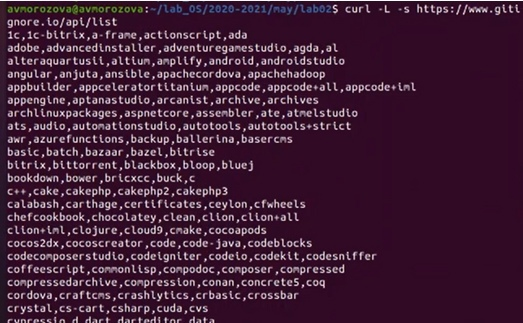 avmorozova@avmorozova:~/lab_OS/2020-2021/may/lab02$ curl -L -s https://www.giti
gnore.io/api/list
1c,1c-bitrix,a-frame,actionscript,ada
adobe,advancedinstaller,adventuregamestudio,agda,al
alteraquartusii,altium,amplify,android,androidstudio
angular,anjuta,ansible,apachecordova,apachehadoop
appbuilder,appceleratortitanium,appcode,appcode+all,appcode+iml
appengine,aptanastudio,arcanist,archive,archives
archlinuxpackages,aspnetcore,assembler,ate,atmelstudio
ats,audio,automationstudio,autotools,autotools+strict
awr,azurefunctions,backup,ballerina,basercms
basic,batch,bazaar,bazel,bitrise
bitrix,bittorrent,blackbox,bloop,bluej
bookdown,bower,bricxcc,buck,c
c++,cake,cakephp,cakephp2,cakephp3
calabash,carthage,certificates,ceylon,cfwheels
chefcookbook,chocolatey,clean,clion,clion+all
clion+iml,clojure,cloud9,cmake,cocoapods
cocos2dx,cocoscreator,code,code-java,codeblocks
codecomposerstudio,codeigniter,codeio,codekit,codesniffer
coffeescript,commonlisp,compodoc,composer,compressed
compressedarchive,compression,conan,concrete5,coq
cordova,craftcms,crashlytics,crbasic,crossbar
crystal,cs-cart,csharp,cuda,cvs
cypressio,d,dart,darteditor,data